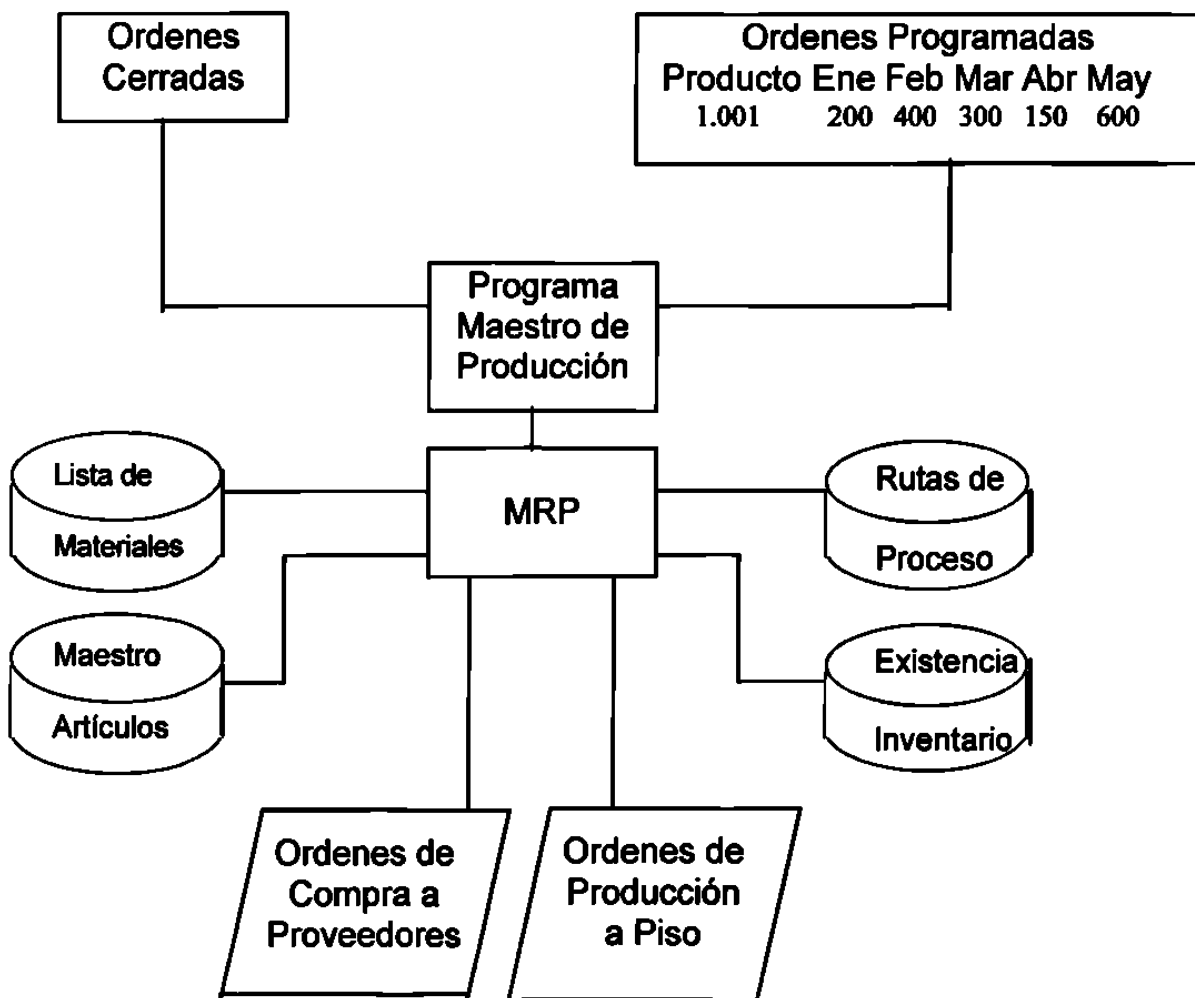 Ordenes
Cerradas
Ordenes Programadas
Producto Ene Feb Mar Abr May
1.001 200 400 300 150 600
Programa
Maestro de
Producción
Lista de
Materiales
MRP
Rutas de
Proceso
Maestro
Artículos
Existencia
Inventario
Ordenes de
Compra a
Proveedores
Ordenes de
Producción
a Piso